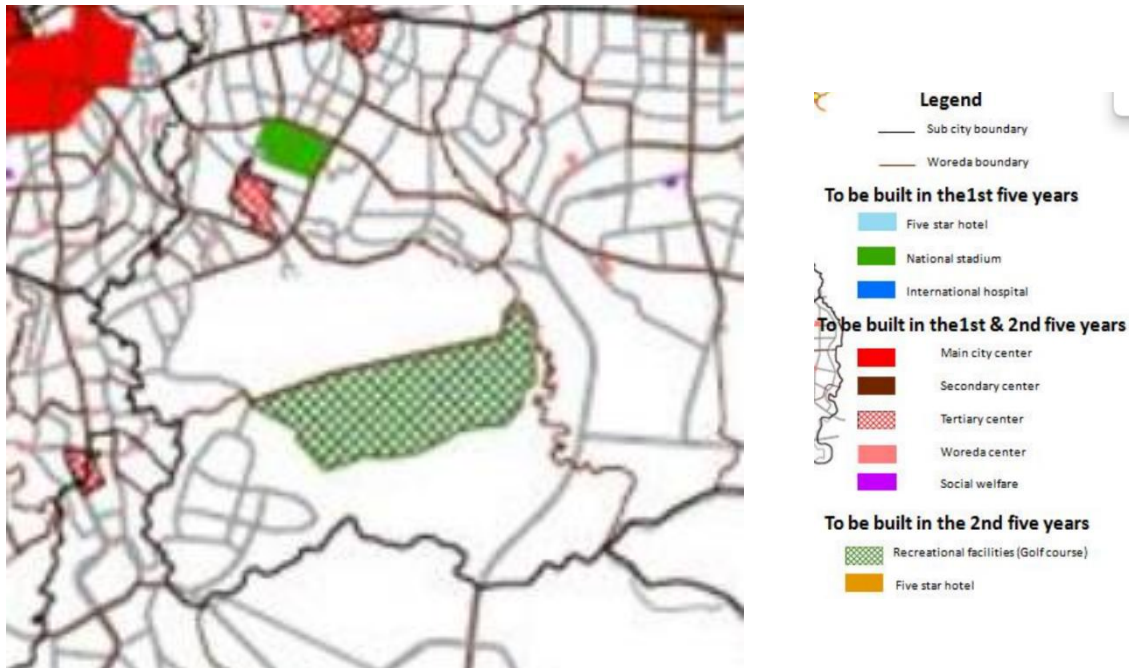 Legend
Sub city boundary
Woreda boundary
To be built in the1st five years
Five star hotel
National stadium
International hospital
To be built in the1st & 2nd five years
Main city center
Secondary center
Tertiary center
Woreda center
Social welfare
To be built in the 2nd five years
Recreational facilities(Golf course)
Five star hotel